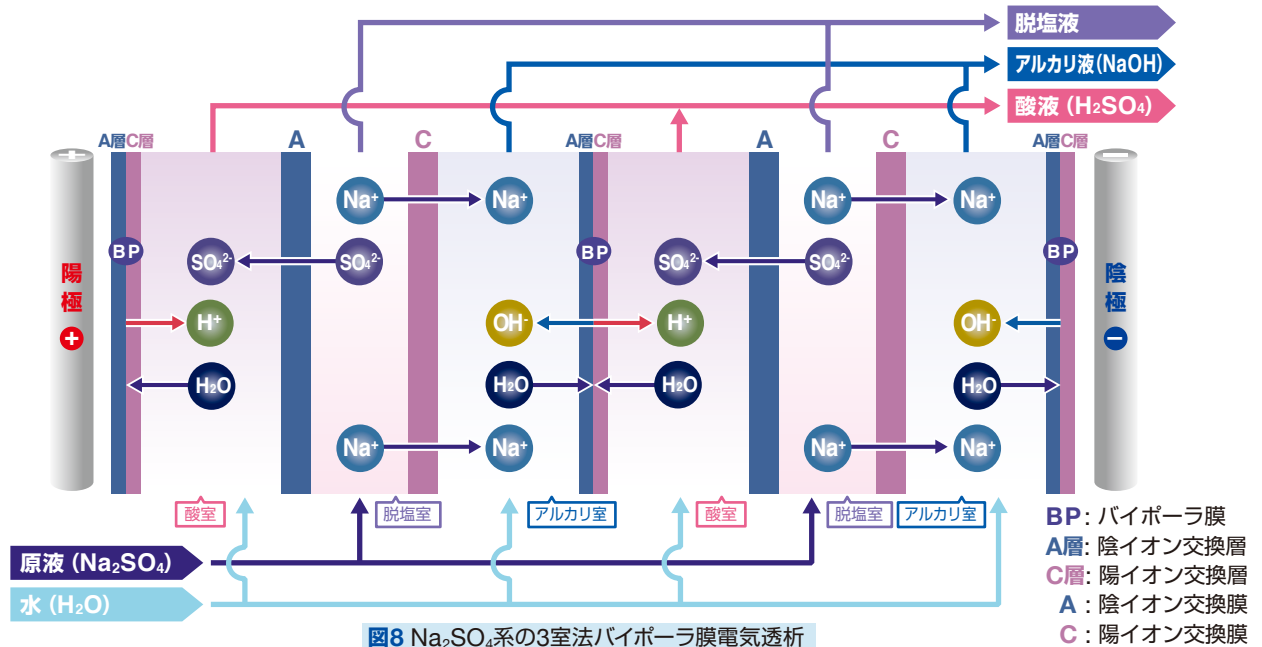 脱塩液
アルカリ液(NaOH)
酸液 (H₂SO₄)
A層 C層 A C A層 C層 A C A層 C層
Na⁺ Na⁺ Na⁺ Na⁺
BP BP BP
SO₄²⁻ SO₄²⁻ SO₄²⁻ SO₄²⁻
陽極 陰極
H⁺ OH⁻ H⁺ OH⁻
H₂O H₂O H₂O H₂O
Na⁺ Na⁺ Na⁺ Na⁺
酸室 脱塩室 アルカリ室 酸室 脱塩室 アルカリ室
原液 (Na₂SO₄)
水 (H₂O)
BP : バイポーラ膜
A層 : 陰イオン交換層
C層 : 陽イオン交換層
A : 陰イオン交換膜
C : 陽イオン交換膜
図8 Na₂SO₄系の3室法バイポーラ膜電気透析